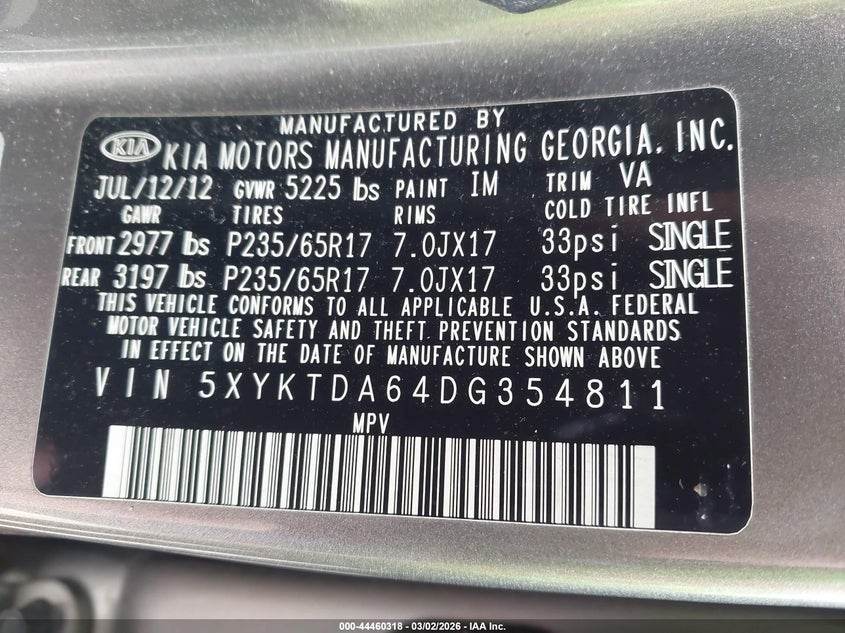 MANUFACTURED BY
KIA KIA MOTORS MANUFACTURING GEORGIA, INC.
JUL/12/12 GVWR 5225 lbs PAINT IM TRIM VA
GAWR TIRES RIMS COLD TIRE INFL
FRONT 2977 lbs P235/65R17 7.0JX17 33psi SINGLE
REAR 3197 lbs P235/65R17 7.0JX17 33psi SINGLE
THIS VEHICLE CONFORMS TO ALL APPLICABLE U.S.A. FEDERAL
MOTOR VEHICLE SAFETY AND THEFT PREVENTION STANDARDS
IN EFFECT ON THE DATE OF MANUFACTURE SHOWN ABOVE
VIN 5XYKTDA64DG354811
MPV
000-44460318 | 03/02/2026 - IAA Inc.